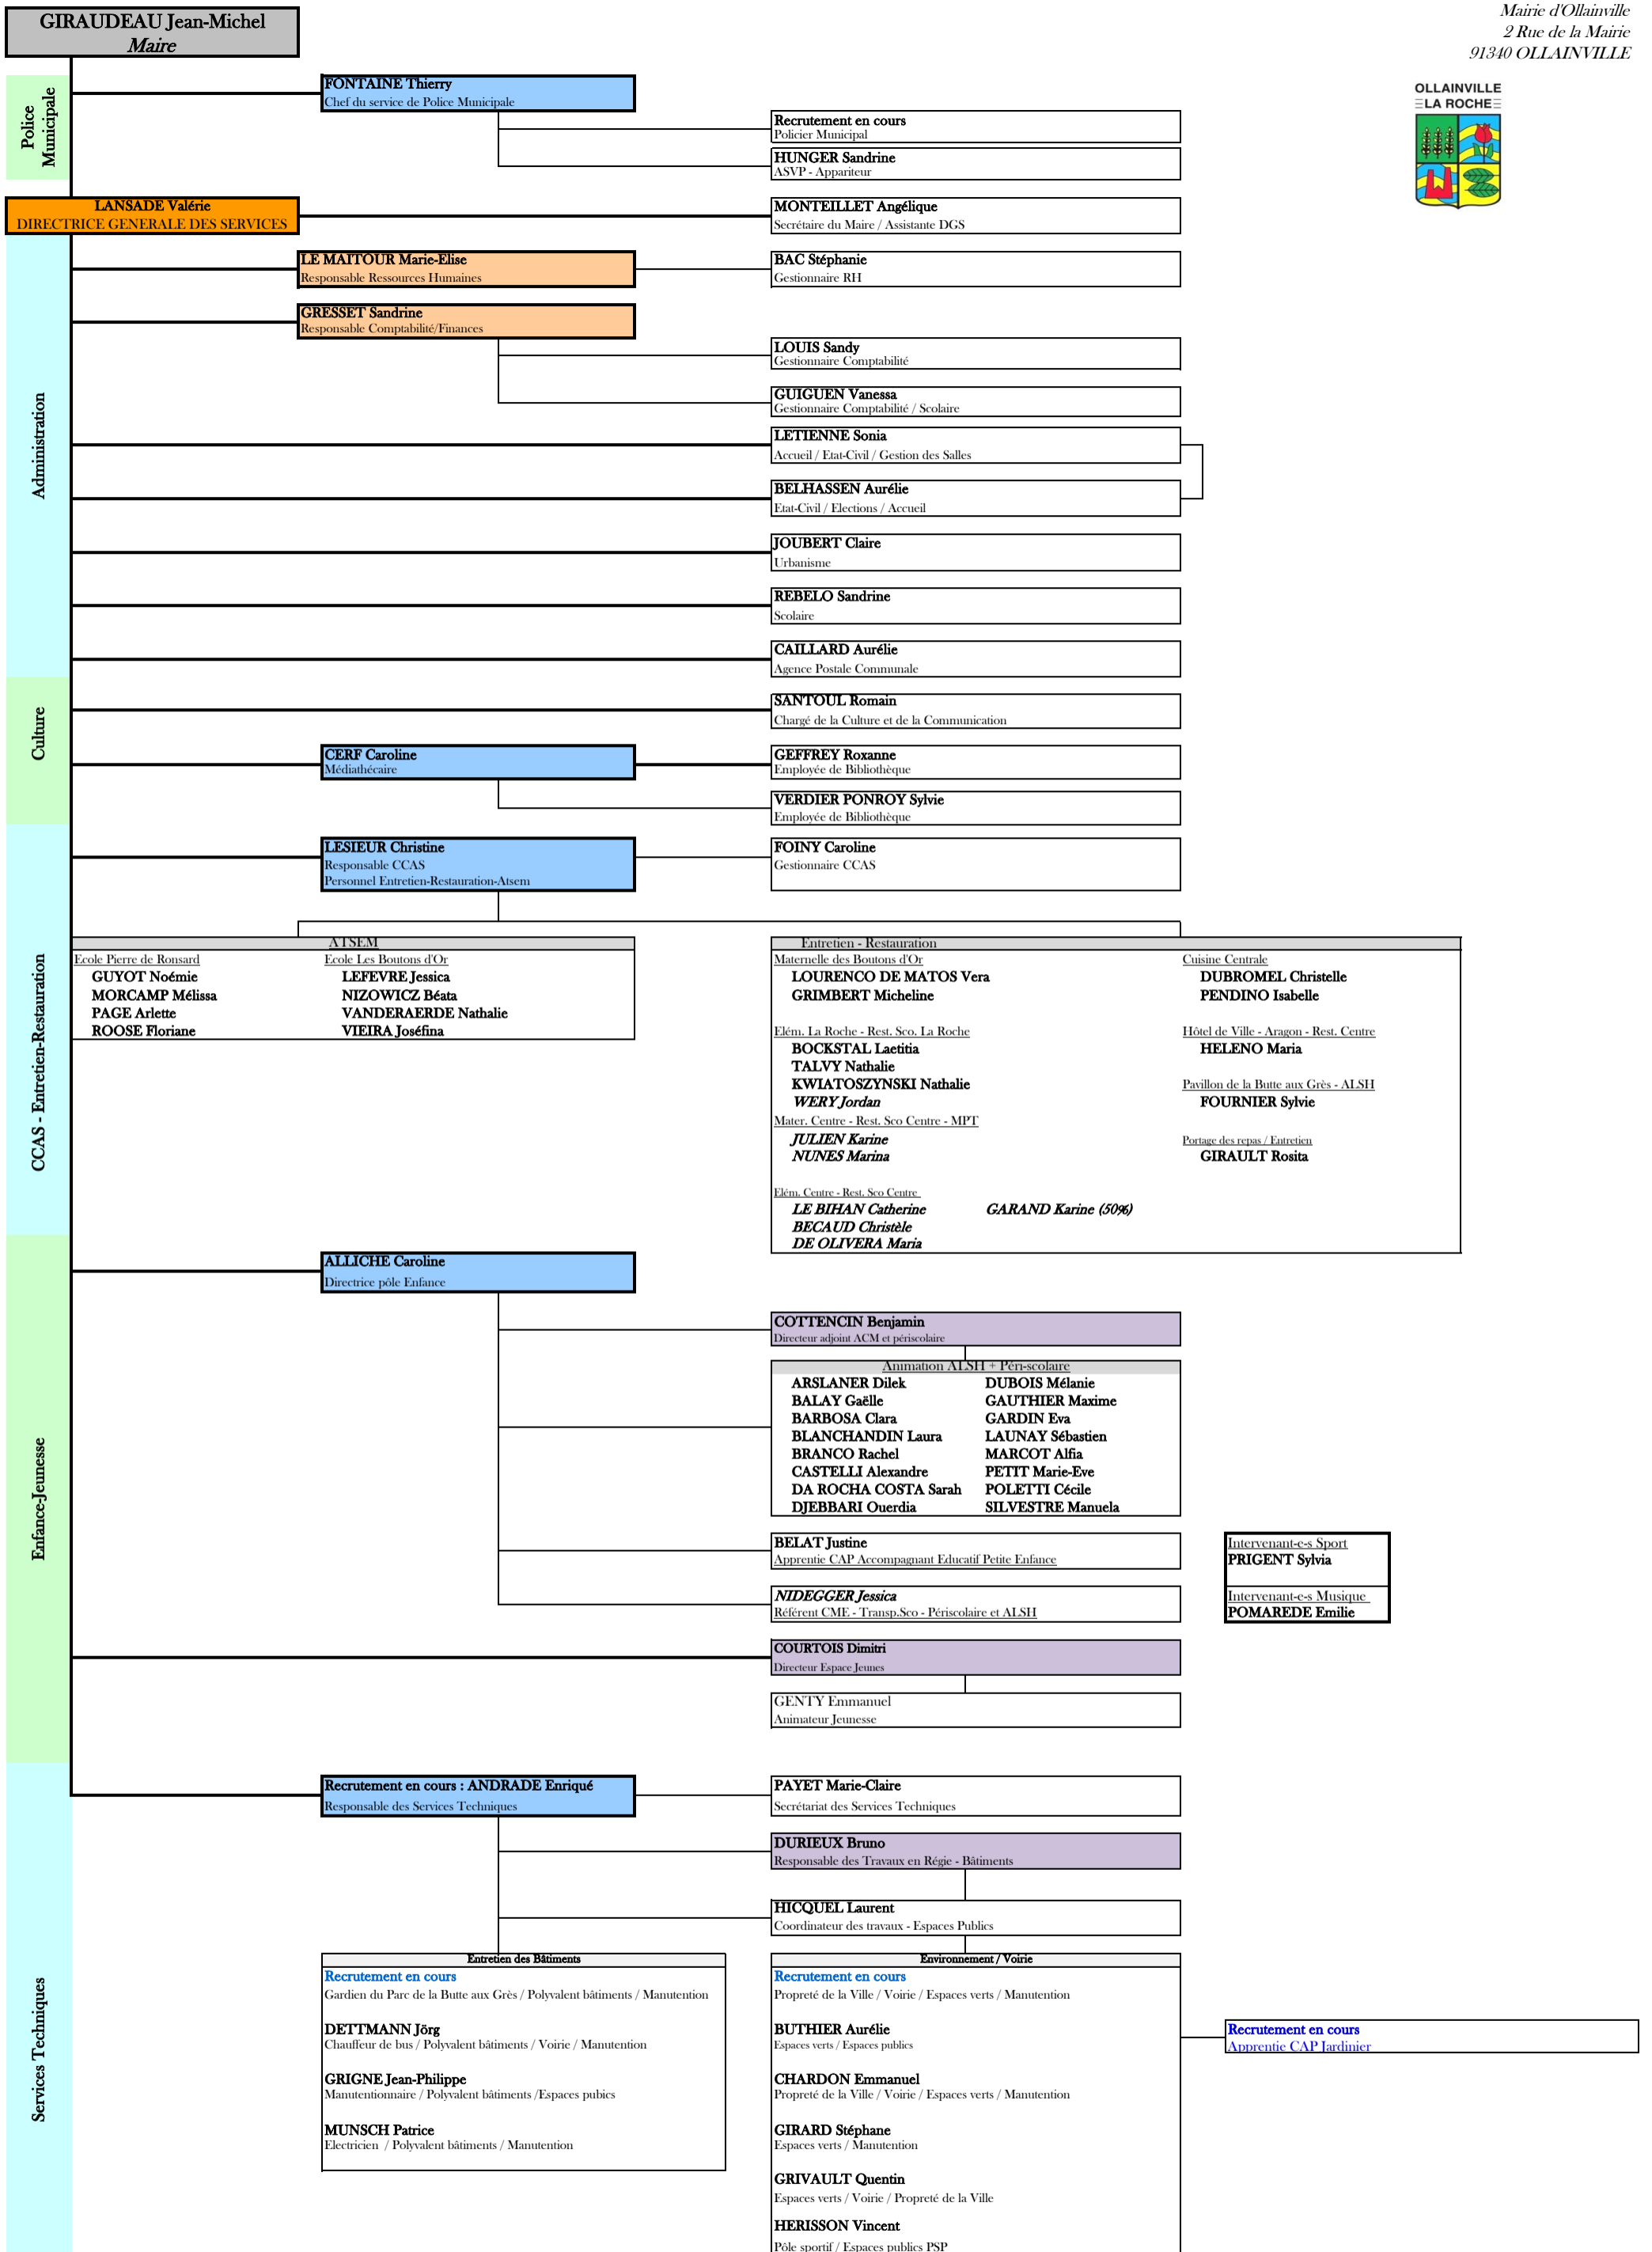 GIRAUDEAU Jean-Michel
Maire
Mairie d'Ollainville
2 Rue de la Mairie
91340 OLLAINVILLE
OLLAINVILLE
LA ROCHE
Police
Municipale
FONTAINE Thierry
Chef du service de Police Municipale
Recrutement en cours
Policier Municipal
HUNGER Sandrine
ASVP - Appariteur
LANSADE Valérie
DIRECTRICE GENERALE DES SERVICES
MONTEILLET Angélique
Secrétaire du Maire / Assistante DGS
Administration
LE MAITOUR Marie-Elise
Responsable Ressources Humaines
BAC Stéphanie
Gestionnaire RH
GRESSET Sandrine
Responsable Comptabilité/Finances
LOUIS Sandy
Gestionnaire Comptabilité
GUIGUEN Vanessa
Gestionnaire Comptabilité / Scolaire
LETIENNE Sonia
Accueil / Etat-Civil / Gestion des Salles
BELHASSEN Aurélie
Etat-Civil / Elections / Accueil
JOUBERT Claire
Urbanisme
REBELO Sandrine
Scolaire
CAILLARD Aurélie
Agence Postale Communale
Culture
SANTOUL Romain
Chargé de la Culture et de la Communication
CERF Caroline
Médiathécaire
GEFFREY Roxanne
Employée de Bibliothèque
VERDIER PONROY Sylvie
Employée de Bibliothèque
CCAS - Entretien-Restauration
LESIEUR Christine
Responsable CCAS
Personnel Entretien-Restauration-Atsem
FOINY Caroline
Gestionnaire CCAS
ATSEM
Ecole Pierre de Ronsard
GUYOT Noémie
MORCAMP Mélissa
PAGE Arlette
ROOSE Floriane
Ecole Les Boutons d'Or
LEFEVRE Jessica
NIZOWICZ Béata
VANDERAERDE Nathalie
VIEIRA Joséfina
Entretien - Restauration
Maternelle des Boutons d'Or
LOURENCO DE MATOS Vera
GRIMBERT Micheline
Elém. La Roche - Rest. Sco. La Roche
BOCKSTAL Laetitia
TALVY Nathalie
KWIATOSZYNSKI Nathalie
WERY Jordan
Mater. Centre - Rest. Sco Centre - MPT
JULIEN Karine
NUNES Marina
Elém. Centre - Rest. Sco Centre
LE BIHAN Catherine
GARAND Karine (50%)
BECAUD Christèle
DE OLIVERA Maria
Cuisine Centrale
DUBROMEL Christelle
PENDINO Isabelle
Hôtel de Ville - Aragon - Rest. Centre
HELENO Maria
Pavillon de la Butte aux Grès - ALSH
FOURNIER Sylvie
Portage des repas / Entretien
GIRAULT Rosita
Enfance-Jeunesse
ALLICHE Caroline
Directrice pôle Enfance
COTTENCIN Benjamin
Directeur adjoint ACM et périscolaire
Animation ALSH + Péri-scolaire
ARSLANER Dilek
BALAY Gaëlle
BARBOSA Clara
BLANCHANDIN Laura
BRANCO Rachel
CASTELLI Alexandre
DA ROCHA COSTA Sarah
DJEBBARI Ouerdia
DUBOIS Mélanie
GAUTHIER Maxime
GARDIN Eva
LAUNAY Sébastien
MARCOT Alfia
PETIT Marie-Eve
POLETTI Cécile
SILVESTRE Manuela
BELAT Justine
Apprentie CAP Accompagnant Educatif Petite Enfance
NIDEGGER Jessica
Référent CME - Transp.Sco - Périscolaire et ALSH
Intervenant-e-s Sport
PRIGENT Sylvia
Intervenant-e-s Musique
POMAREDE Emilie
COURTOIS Dimitri
Directeur Espace Jeunes
GENTY Emmanuel
Animateur Jeunesse
Services Techniques
Recrutement en cours : ANDRADE Enriqué
Responsable des Services Techniques
PAYET Marie-Claire
Secrétariat des Services Techniques
DURIEUX Bruno
Responsable des Travaux en Régie - Bâtiments
HICQUEL Laurent
Coordinateur des travaux - Espaces Publics
Entretien des Bâtiments
Recrutement en cours
Gardien du Parc de la Butte aux Grès / Polyvalent bâtiments / Manutention
DETTMANN Jörg
Chauffeur de bus / Polyvalent bâtiments / Voirie / Manutention
GRIGNE Jean-Philippe
Manutentionnaire / Polyvalent bâtiments /Espaces pubics
MUNSCH Patrice
Electricien / Polyvalent bâtiments / Manutention
Environnement / Voirie
Recrutement en cours
Propreté de la Ville / Voirie / Espaces verts / Manutention
BUTHIER Aurélie
Espaces verts / Espaces publics
CHARDON Emmanuel
Propreté de la Ville / Voirie / Espaces verts / Manutention
GIRARD Stéphane
Espaces verts / Manutention
GRIVAULT Quentin
Espaces verts / Voirie / Propreté de la Ville
HERISSON Vincent
Pôle sportif / Espaces publics PSP
Recrutement en cours
Apprentie CAP Jardinier